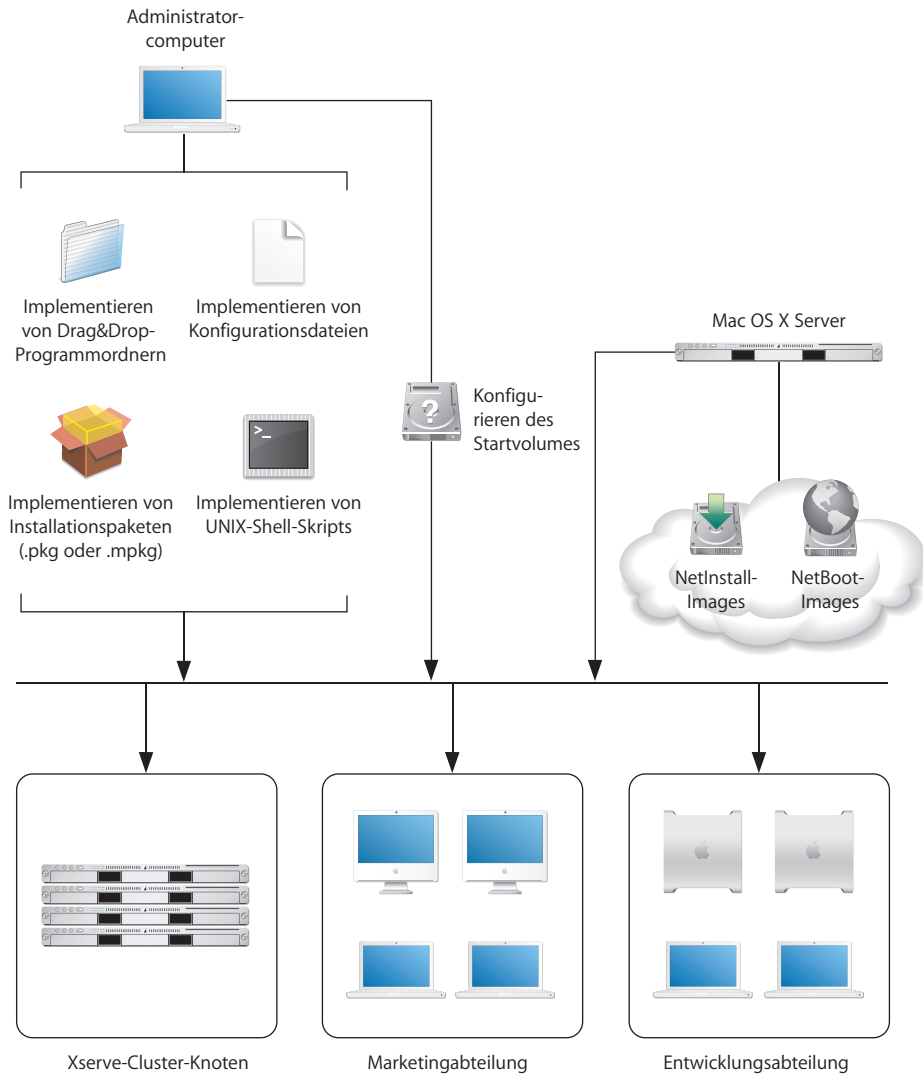 Administrator-
computer
Implementieren
von Drag&Drop-
Programmordnern
Implementieren von
Konfigurationsdateien
Mac OS X Server
?
Konfigu-
rieren des
Startvolumes
>_
Implementieren von
Installationspaketen
(.pkg oder .mpkg)
Implementieren von
UNIX-Shell-Skripts
NetInstall-
Images
NetBoot-
Images
Xserve-Cluster-Knoten
Marketingabteilung
Entwicklungsabteilung